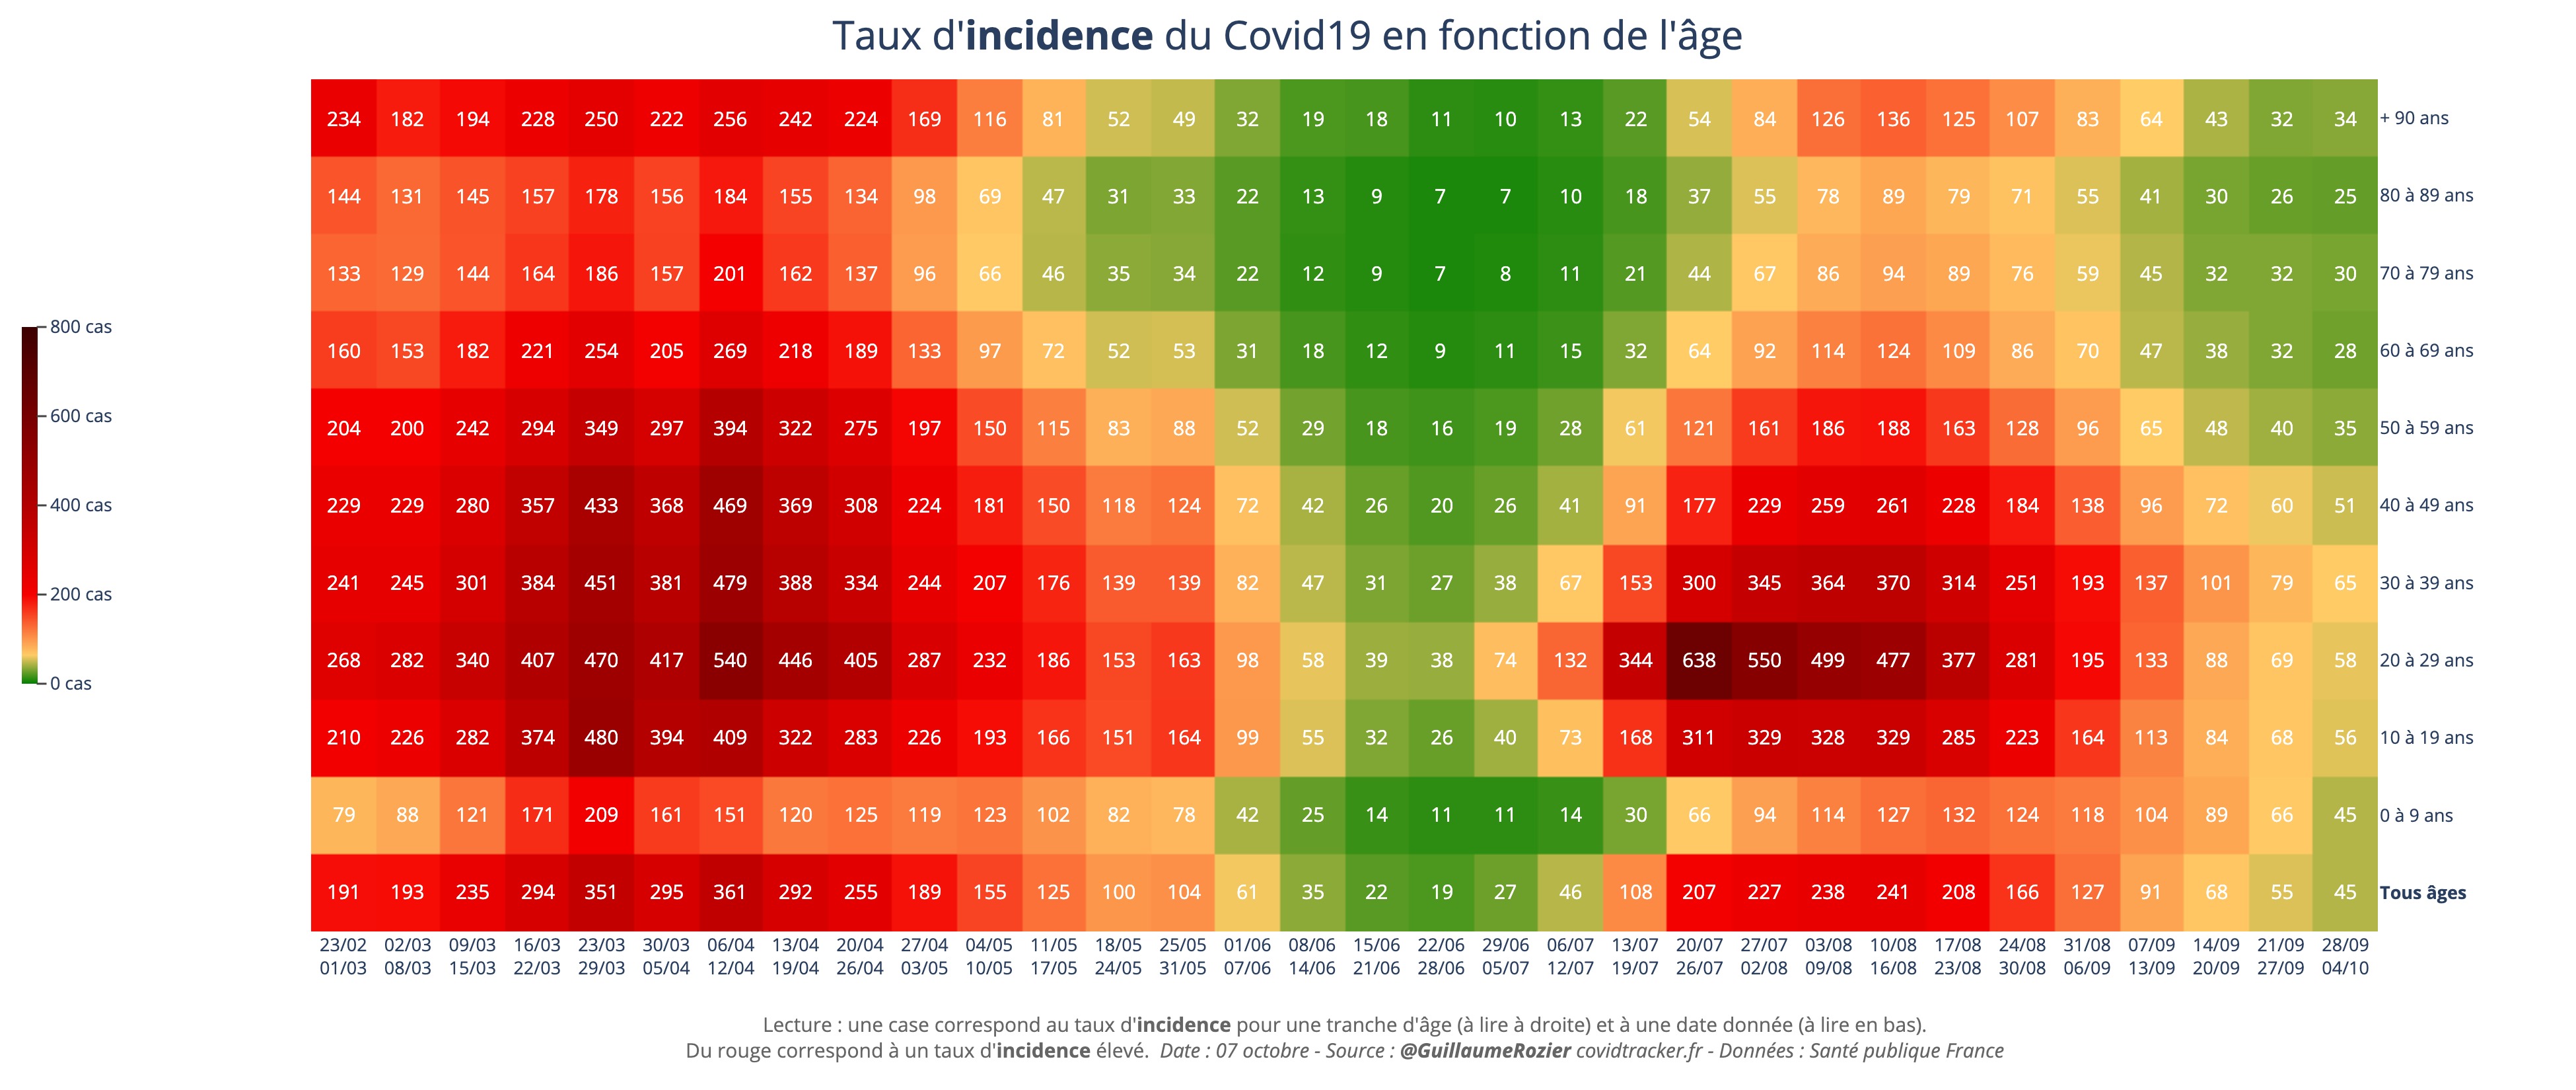 Taux d'incidence du Covid19 en fonction de l'âge
234 182 194 228 250 222 256 242 224 169 116 81 52 49 32 19 18 11 10 13 22 54 84 126 136 125 107 83 64 43 32 34 + 90 ans
144 131 145 157 178 156 184 155 134 98 69 47 31 33 22 13 9 7 7 10 18 37 55 78 89 79 71 55 41 30 26 25 80 à 89 ans
133 129 144 164 186 157 201 162 137 96 66 46 35 34 22 12 9 7 8 11 21 44 67 86 94 89 76 59 45 32 32 30 70 à 79 ans
160 153 182 221 254 205 269 218 189 133 97 72 52 53 31 18 12 9 11 15 32 64 92 114 124 109 86 70 47 38 32 28 60 à 69 ans
204 200 242 294 349 297 394 322 275 197 150 115 83 88 52 29 18 16 19 28 61 121 161 186 188 163 128 96 65 48 40 35 50 à 59 ans
229 229 280 357 433 368 469 369 308 224 181 150 118 124 72 42 26 20 26 41 91 177 229 259 261 228 184 138 96 72 60 51 40 à 49 ans
241 245 301 384 451 381 479 388 334 244 207 176 139 139 82 47 31 27 38 67 153 300 345 364 370 314 251 193 137 101 79 65 30 à 39 ans
268 282 340 407 470 417 540 446 405 287 232 186 153 163 98 58 39 38 74 132 344 638 550 499 477 377 281 195 133 88 69 58 20 à 29 ans
210 226 282 374 480 394 409 322 283 226 193 166 151 164 99 55 32 26 40 73 168 311 329 328 329 285 223 164 113 84 68 56 10 à 19 ans
79 88 121 171 209 161 151 120 125 119 123 102 82 78 42 25 14 11 11 14 30 66 94 114 127 132 124 118 104 89 66 45 0 à 9 ans
191 193 235 294 351 295 361 292 255 189 155 125 100 104 61 35 22 19 27 46 108 207 227 238 241 208 166 127 91 68 55 45 Tous âges
23/02 02/03 09/03 16/03 23/03 30/03 06/04 13/04 20/04 27/04 04/05 11/05 18/05 25/05 01/06 08/06 15/06 22/06 29/06 06/07 13/07 20/07 27/07 03/08 10/08 17/08 24/08 31/08 07/09 14/09 21/09 28/09
01/03 08/03 15/03 22/03 29/03 05/04 12/04 19/04 26/04 03/05 10/05 17/05 24/05 31/05 07/06 14/06 21/06 28/06 05/07 12/07 19/07 26/07 02/08 09/08 16/08 23/08 30/08 06/09 13/09 20/09 27/09 04/10
800 cas
600 cas
400 cas
200 cas
0 cas
Lecture : une case correspond au taux d'incidence pour une tranche d'âge (à lire à droite) et à une date donnée (à lire en bas).
Du rouge correspond à un taux d'incidence élevé. Date : 07 octobre - Source : @GuillaumeRozier covidtracker.fr - Données : Santé publique France